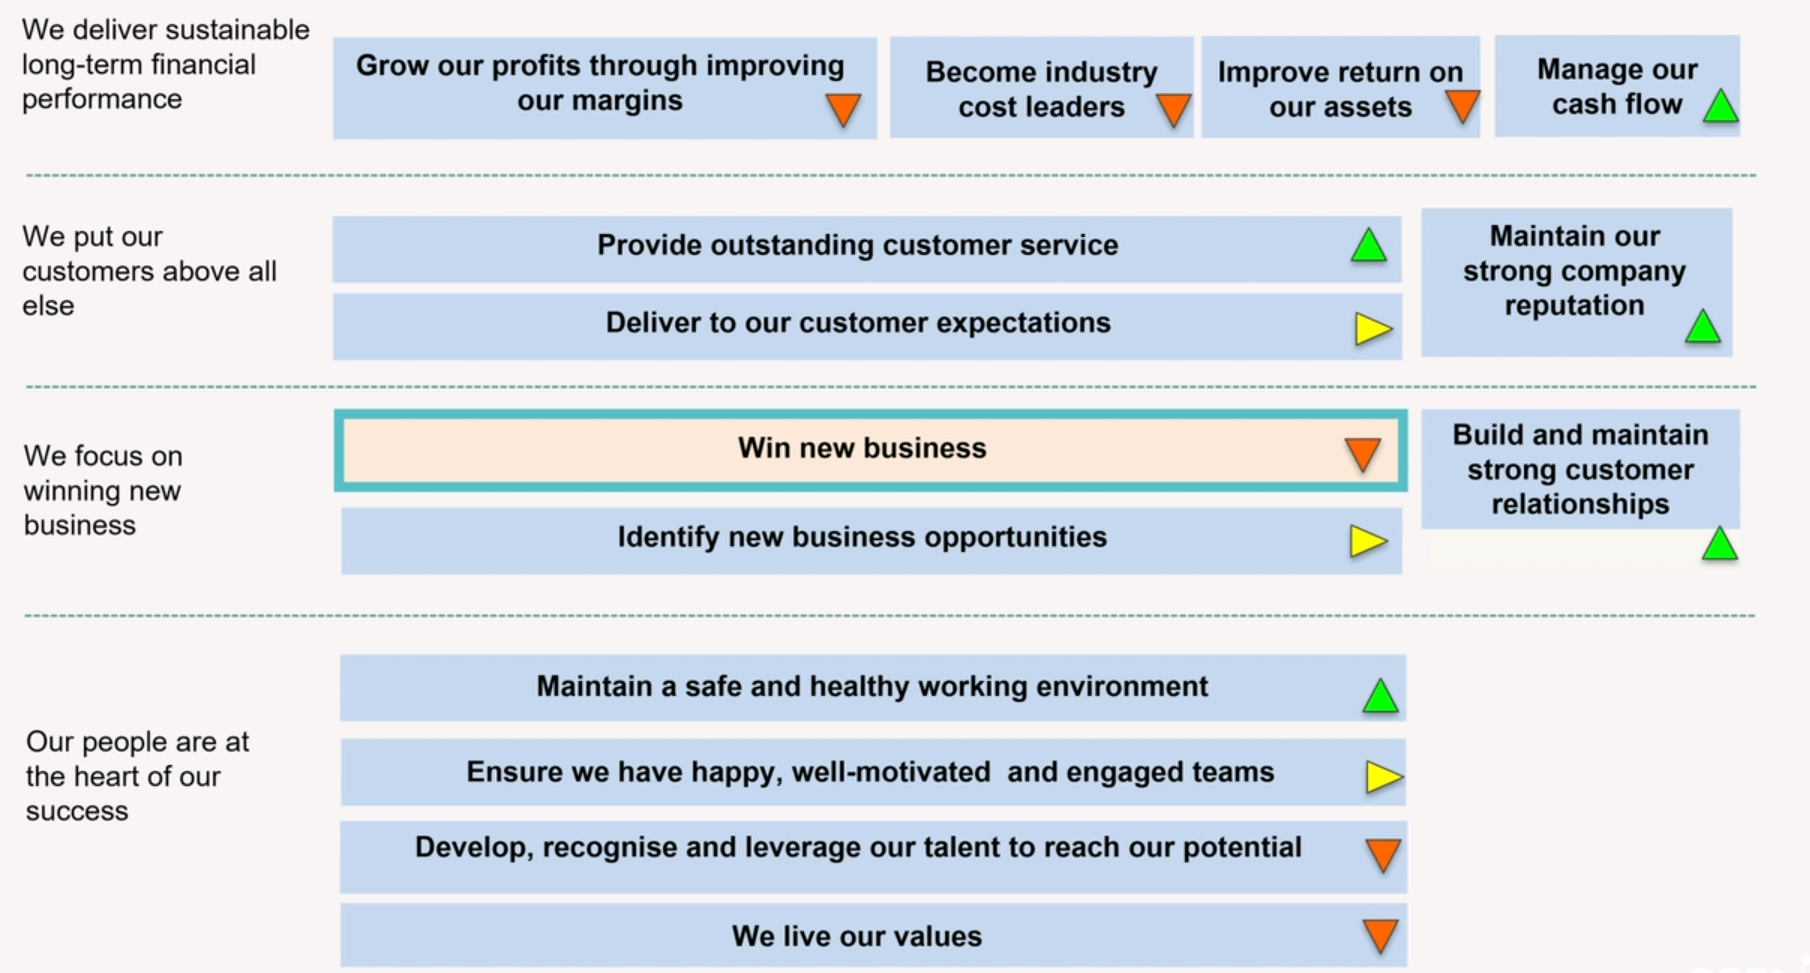 We deliver sustainable
long-term financial
performance
Grow our profits through improving
our margins
Become industry
cost leaders
Improve return on
our assets
Manage our
cash flow
We put our
customers above all
else
Provide outstanding customer service
Deliver to our customer expectations
Maintain our
strong company
reputation
We focus on
winning new
business
Win new business
Identify new business opportunities
Build and maintain
strong customer
relationships
Our people are at
the heart of our
success
Maintain a safe and healthy working environment
Ensure we have happy, well-motivated  and engaged teams
Develop, recognise and leverage our talent to reach our potential
We live our values